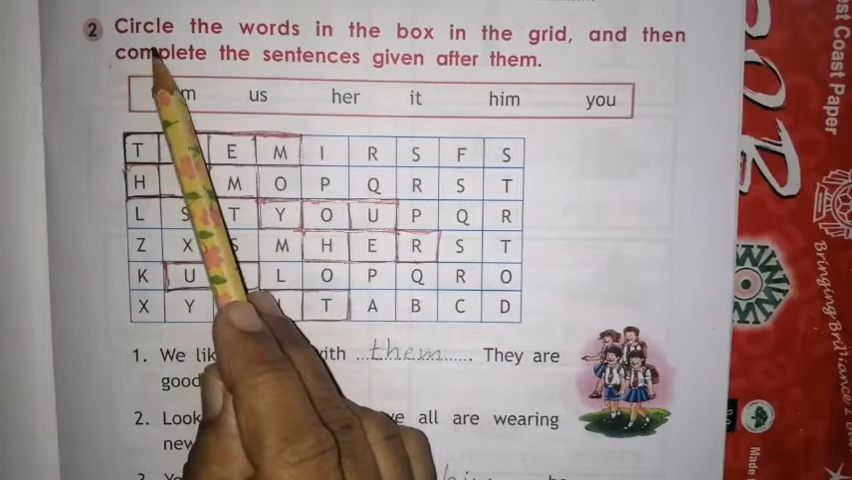 2 Circle the words in the box in the grid, and then
complete the sentences given after them.
us her it him you
T E M I R S F S
H M O P Q R S T
L S T Y O U P Q R
Z X S M H E R S T
K U L O P Q R O
X Y T A B C D
1. We with ...them...... They are
good
2. Look all are wearing
new
st Coast Paper
Bringing Brilliance
Made